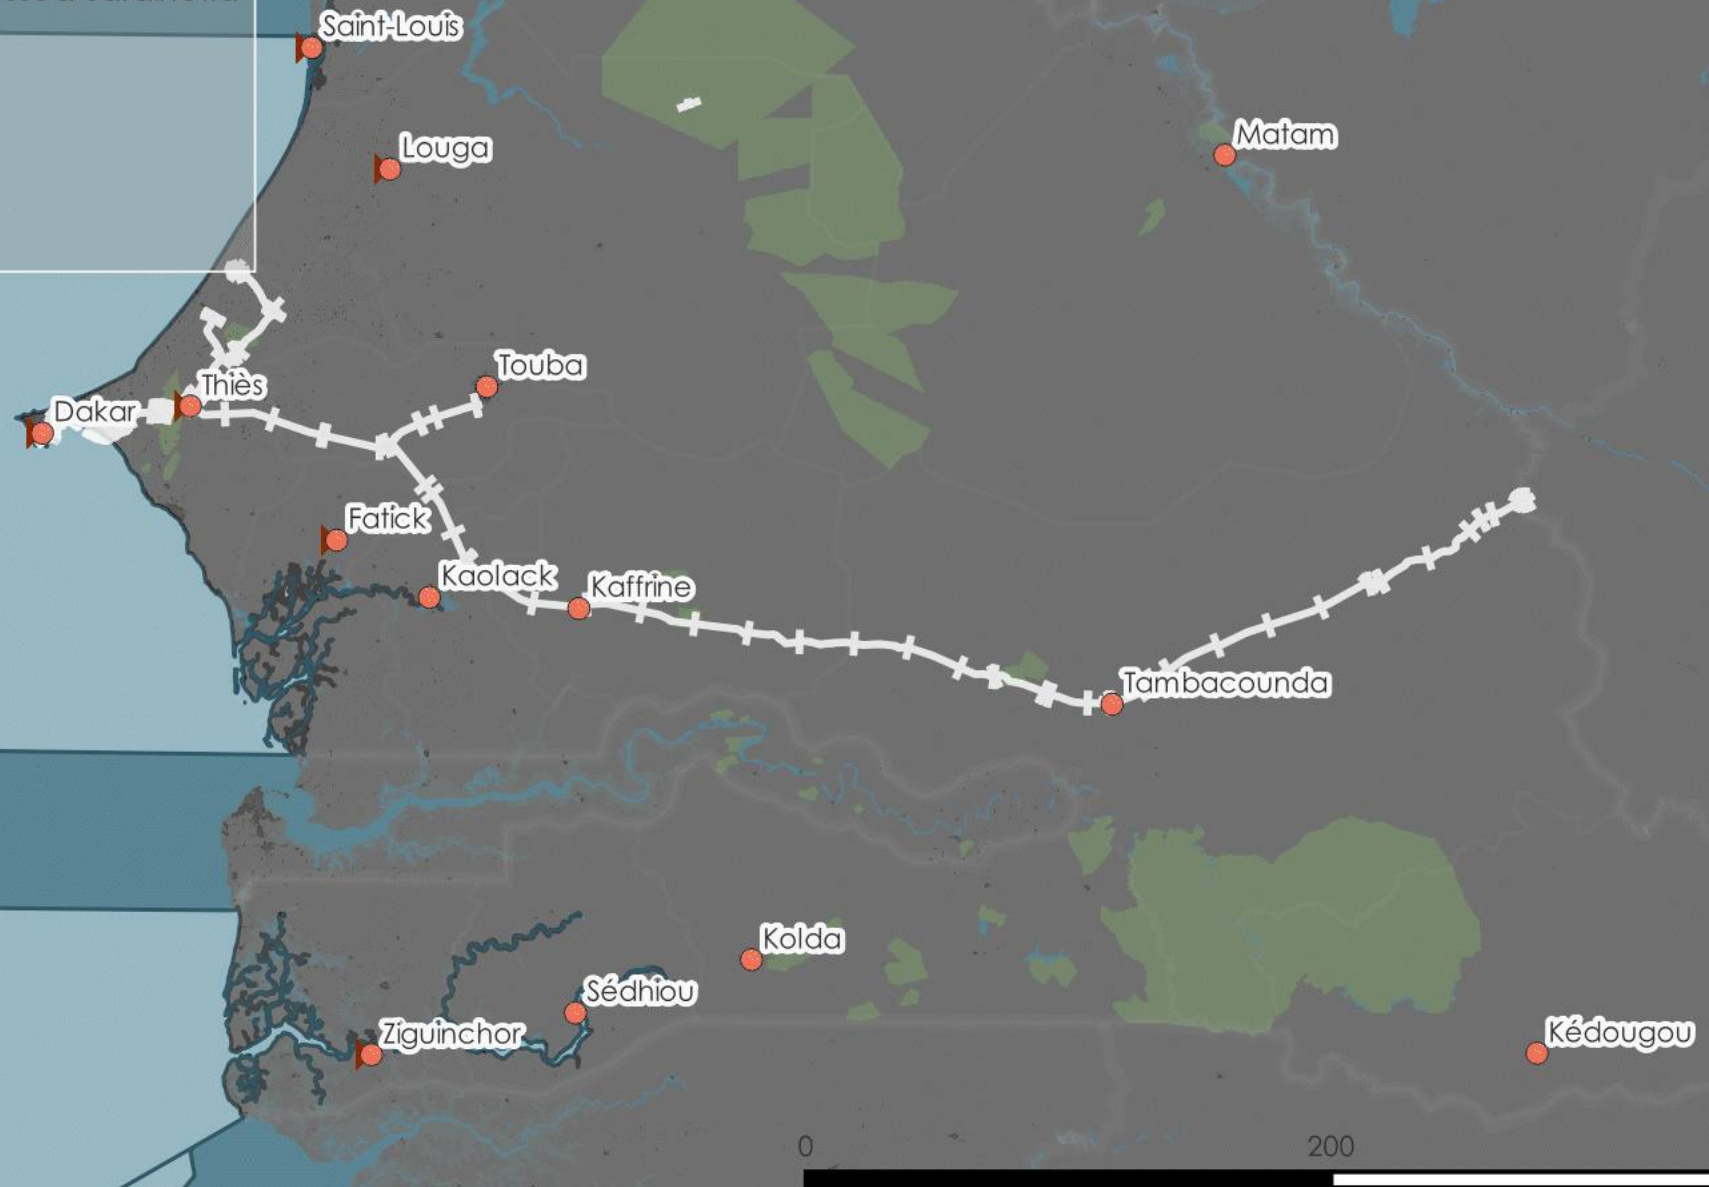 Saint-Louis
Louga
Matam
Touba
Thiès
Dakar
Fatick
Kaolack
Kaffrine
Tambacounda
Kolda
Sédhiou
Ziguinchor
Kédougou
0
200